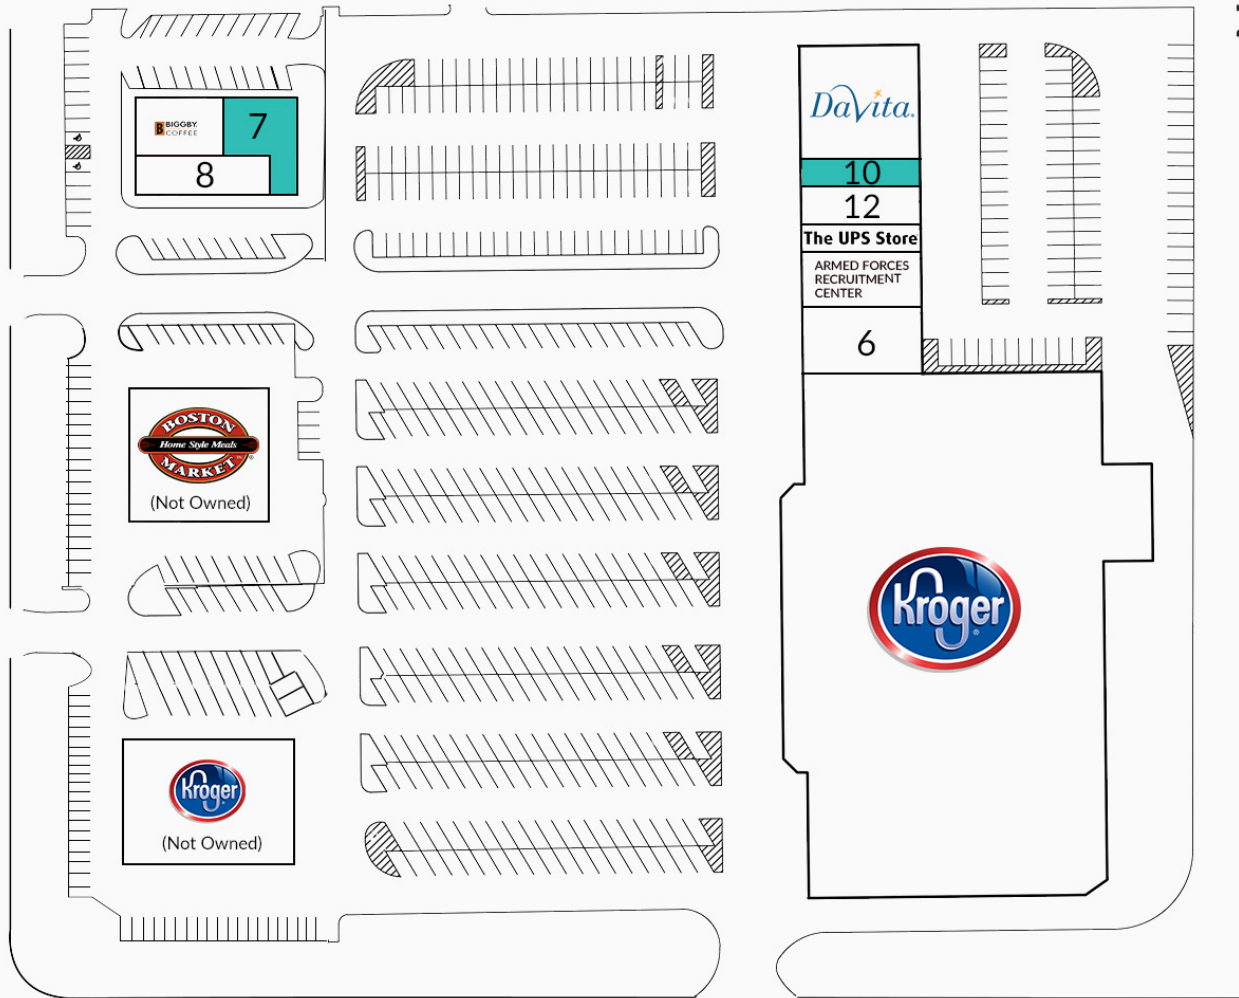 BIGGBY
COFFEE
7
8
DaVita.
10
12
The UPS Store
ARMED FORCES
RECRUITMENT
CENTER
6
BOSTON
Home Style Meals
MARKET
(Not Owned)
Kroger
Kroger
(Not Owned)